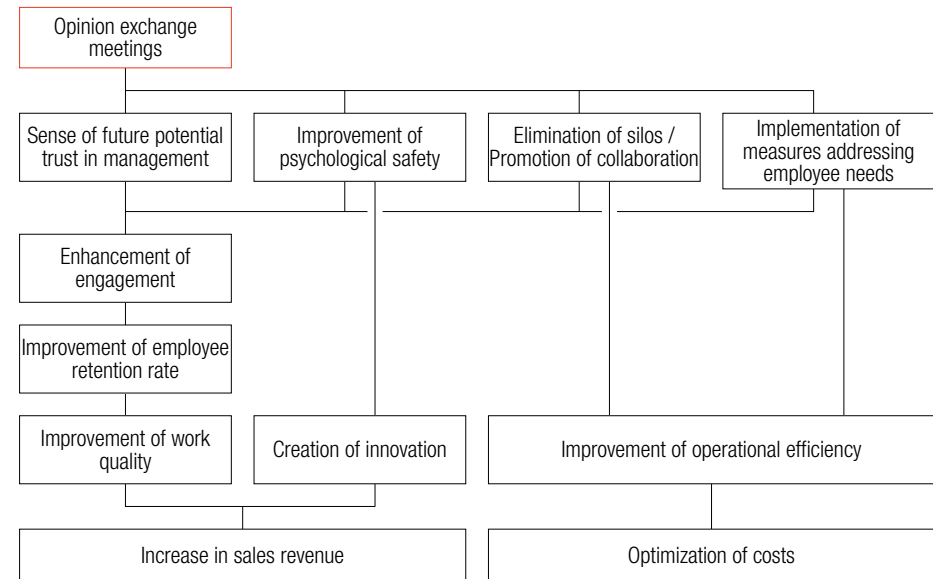 Opinion exchange
meetings
Sense of future potential
trust in management
Improvement of
psychological safety
Elimination of silos /
Promotion of collaboration
Implementation of
measures addressing
employee needs
Enhancement of
engagement
Improvement of employee
retention rate
Improvement of work
quality
Creation of innovation
Improvement of operational efficiency
Increase in sales revenue
Optimization of costs